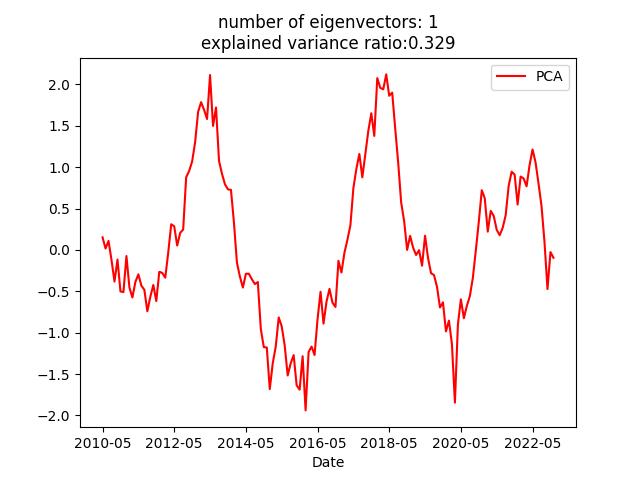 number of eigenvectors: 1
explained variance ratio:0.329
PCA
2.0
1.5
1.0
0.5
0.0
−0.5
−1.0
−1.5
−2.0
2010-05 2012-05 2014-05 2016-05 2018-05 2020-05 2022-05
Date